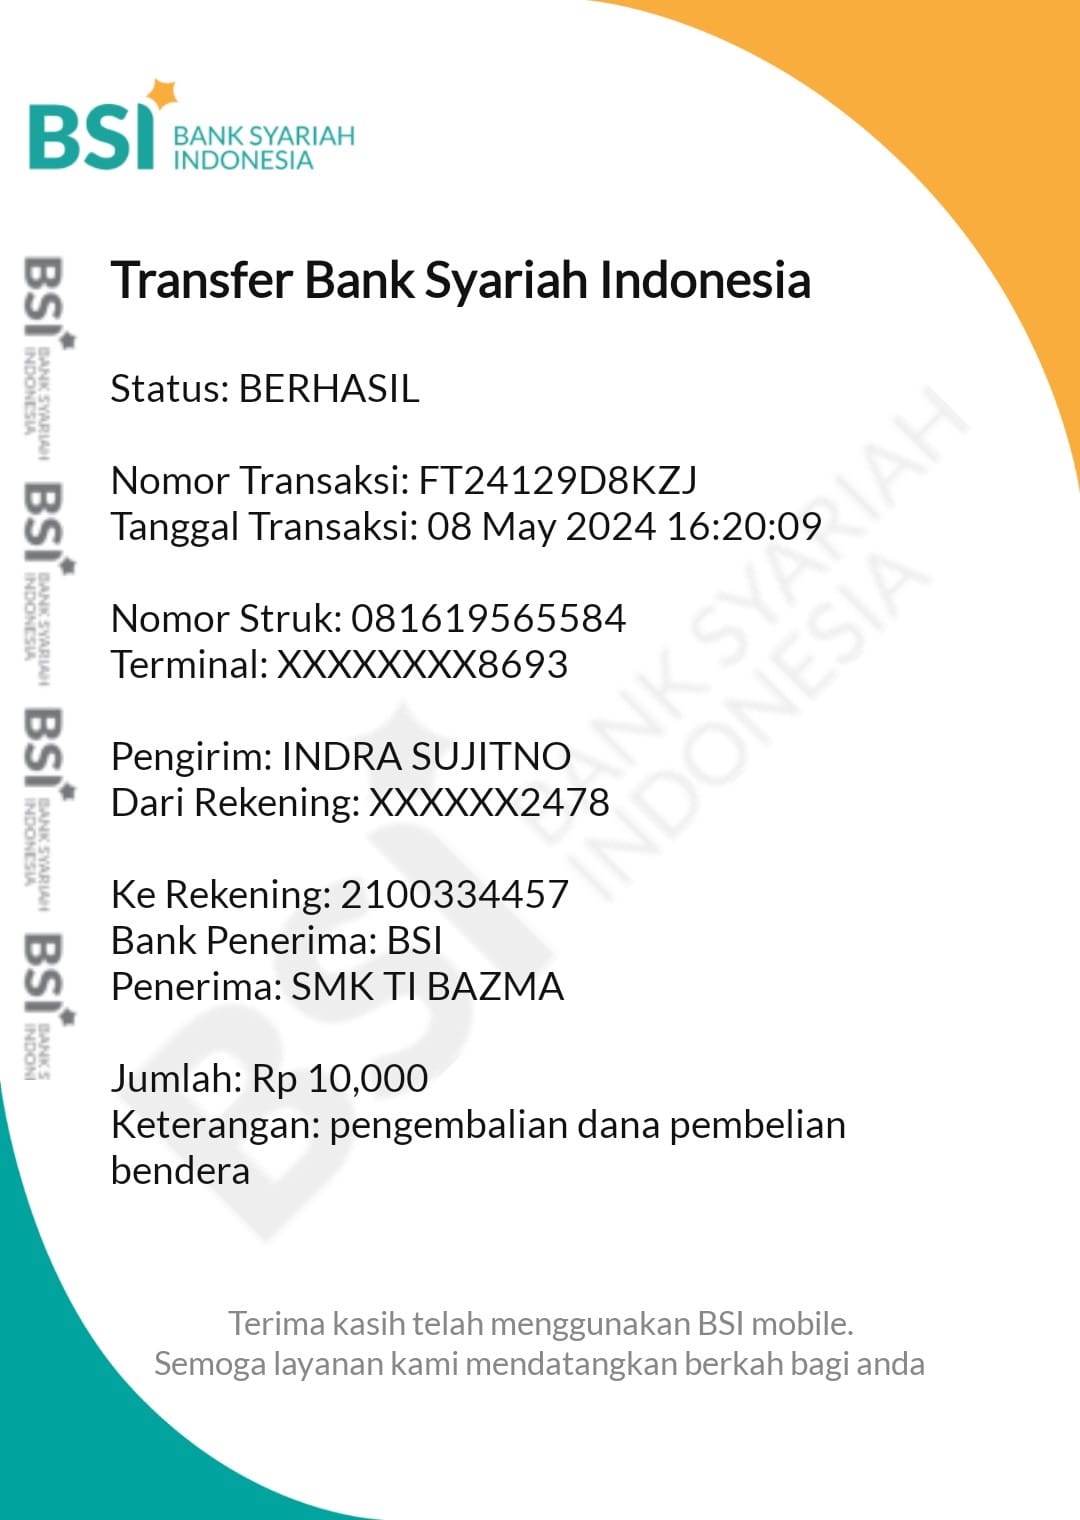 BSI BANK SYARIAH
INDONESIA
Transfer Bank Syariah Indonesia
Status: BERHASIL
Nomor Transaksi: FT24129D8KZJ
Tanggal Transaksi: 08 May 2024 16:20:09
Nomor Struk: 081619565584
Terminal: XXXXXXXX8693
Pengirim: INDRA SUJITNO
Dari Rekening: XXXXXX2478
Ke Rekening: 2100334457
Bank Penerima: BSI
Penerima: SMK TI BAZMA
Jumlah: Rp 10,000
Keterangan: pengembalian dana pembelian
bendera
Terima kasih telah menggunakan BSI mobile.
Semoga layanan kami mendatangkan berkah bagi anda
BSI BANK SYARIAH
INDONESIA
BSI BANK SYARIAH
INDONESIA
BSI BANK SYARIAH
INDONESIA
BSI BANK S
INDONI
BSI BANK SYARIAH
INDONESIA